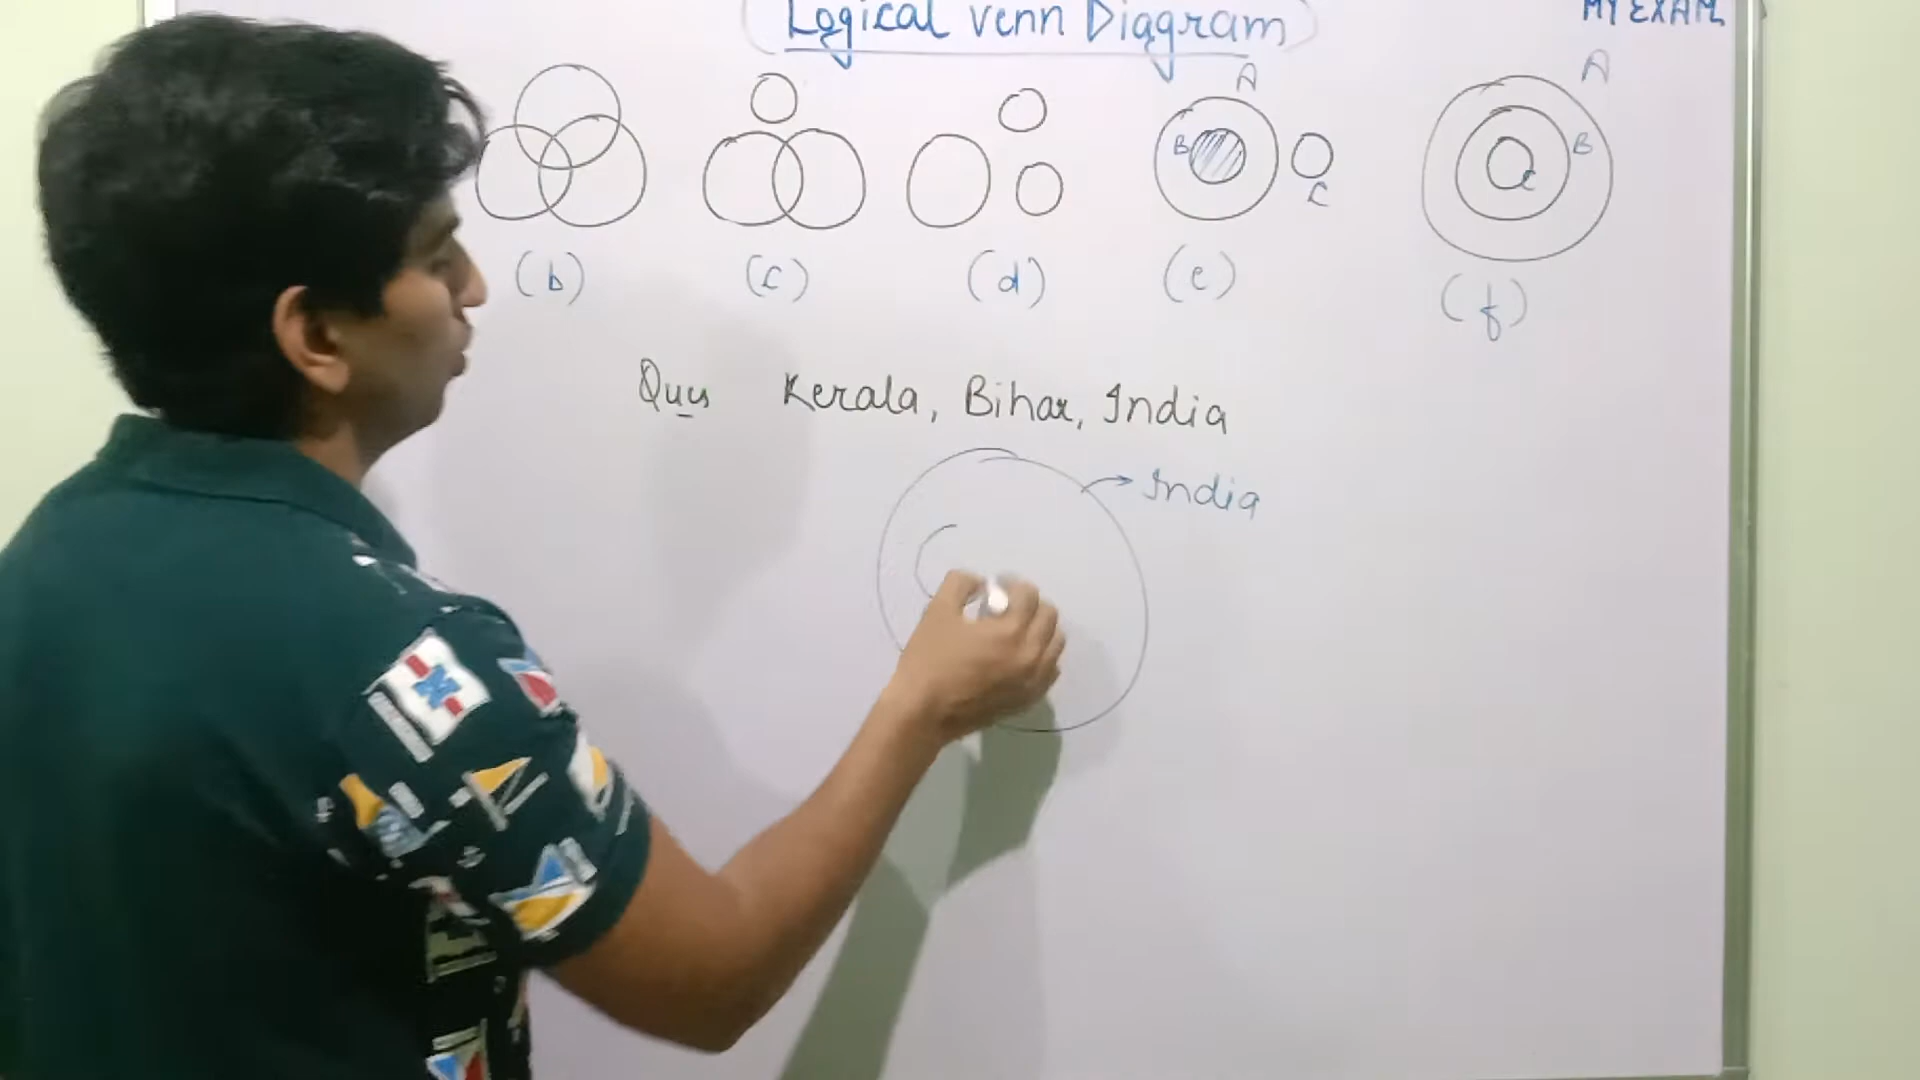 Logical Venn Diagram
MY EXAM
A
A
B
B
C
C
(b) (c) (d) (e) (f)
Ques Kerala, Bihar, India
India